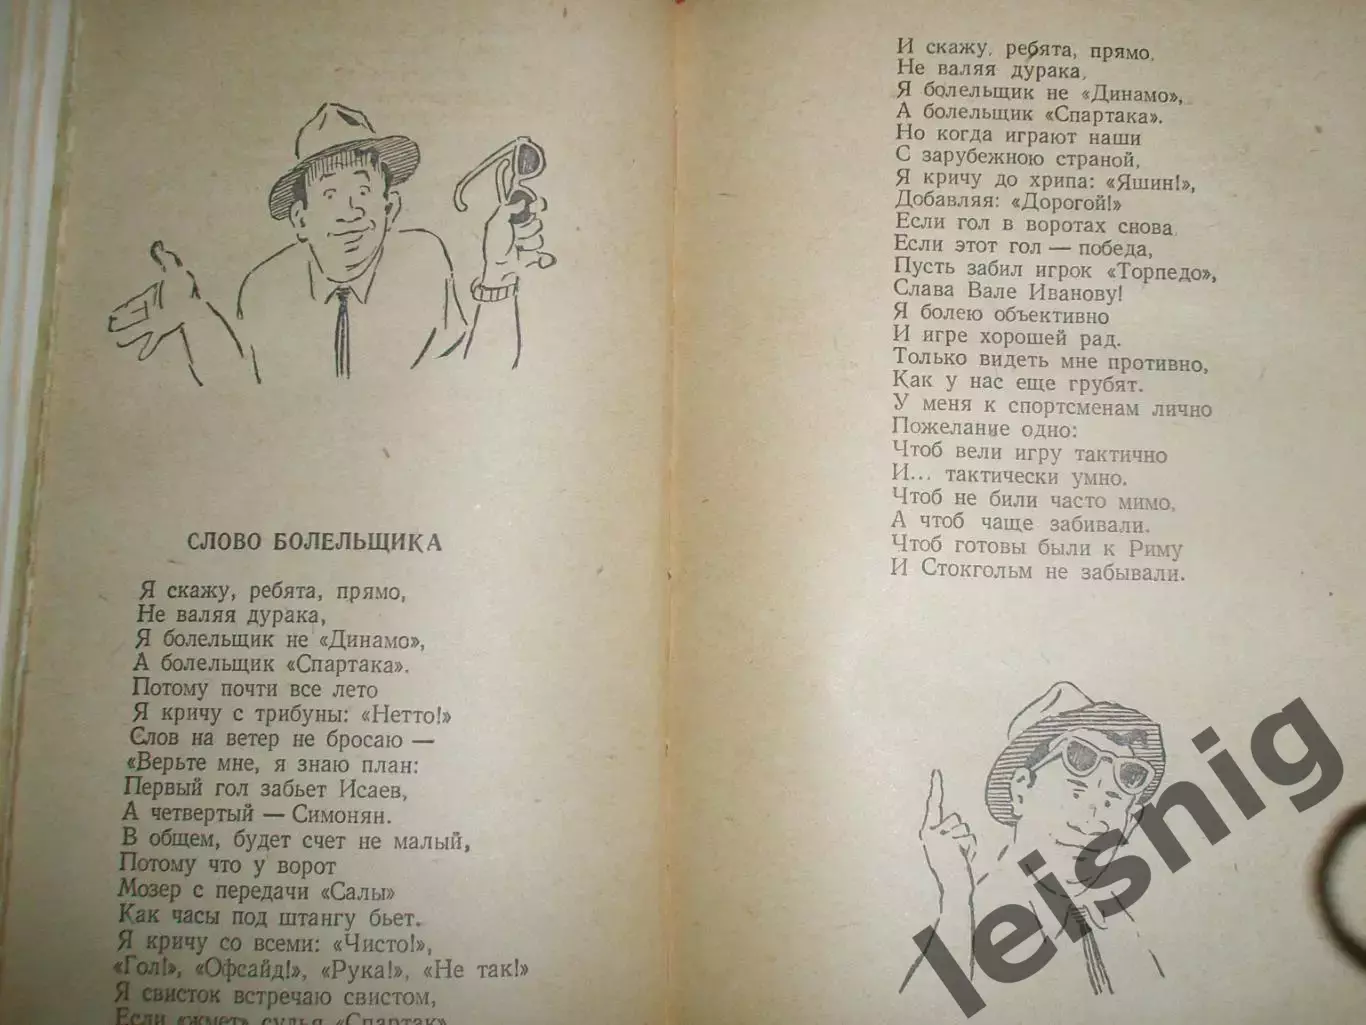 СЛОВО БОЛЕЛЬЩИКА
Я скажу, ребята, прямо,
Не валяя дурака,
Я болельщик не «Динамо»,
А болельщик «Спартака».
Потому почти все лето
Я кричу с трибуны: «Нетто!»
Слов на ветер не бросаю —
«Верьте мне, я знаю план:
Первый гол забьет Исаев,
А четвертый — Симонян.
В общем, будет счет не малый,
Потому что у ворот
Мозер с передачи «Салы»
Как часы под штангу бьет.
Я кричу со всеми: «Чисто!»,
«Гол!», «Офсайд!», «Рука!», «Не так!»
Я свисток встречаю свистом,
Если «жмет» судья «Спартак».
И скажу, ребята, прямо,
Не валяя дурака,
Я болельщик не «Динамо»,
А болельщик «Спартака».
Но когда играют наши
С зарубежною страной,
Я кричу до хрипа: «Яшин!»,
Добавляя: «Дорогой!»
Если гол в воротах снова,
Если этот гол — победа,
Пусть забил игрок «Торпедо»,
Слава Вале Иванову!
Я болею объективно
И игре хорошей рад.
Только видеть мне противно,
Как у нас еще грубят.
У меня к спортсменам лично
Пожелание одно:
Чтоб вели игру тактично
И... тактически умно.
Чтоб не били часто мимо,
А чтоб чаще забивали.
Чтоб готовы были к Риму
И Стокгольм не забывали.
leisnig